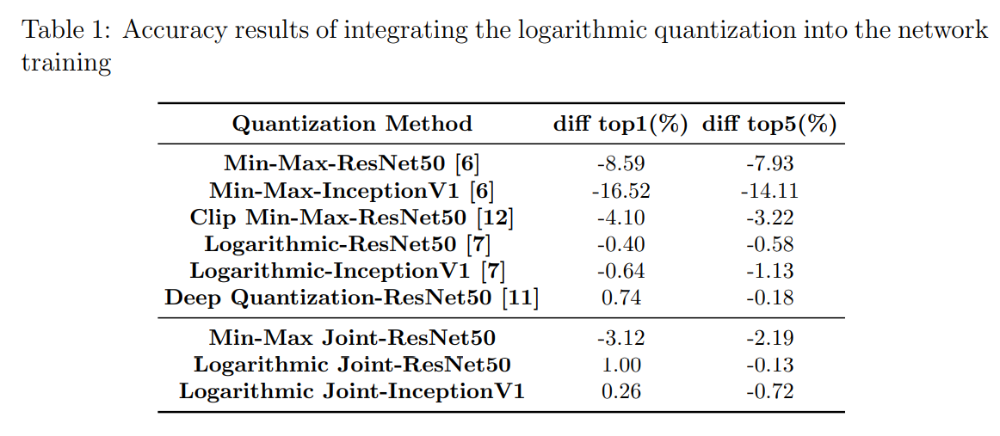 Table 1: Accuracy results of integrating the logarithmic quantization into the network
training
Quantization Method diff top1(%) diff top5(%)
Min-Max-ResNet50 [6] -8.59 -7.93
Min-Max-InceptionV1 [6] -16.52 -14.11
Clip Min-Max-ResNet50 [12] -4.10 -3.22
Logarithmic-ResNet50 [7] -0.40 -0.58
Logarithmic-InceptionV1 [7] -0.64 -1.13
Deep Quantization-ResNet50 [11] 0.74 -0.18
Min-Max Joint-ResNet50 -3.12 -2.19
Logarithmic Joint-ResNet50 1.00 -0.13
Logarithmic Joint-InceptionV1 0.26 -0.72